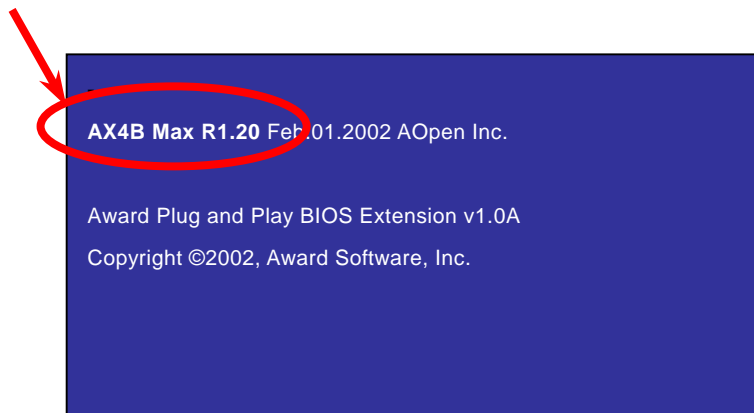 AX4B Max R1.20 Feb.01.2002 AOpen Inc.
Award Plug and Play BIOS Extension v1.0A
Copyright ©2002, Award Software, Inc.